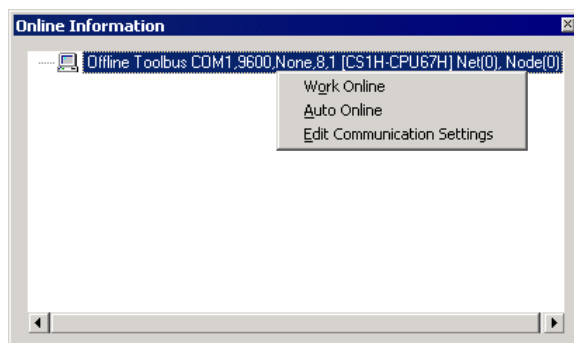 Online Information
Offline Toolbus COM1,9600,None,8,1 [CS1H-CPU67H] Net(0), Node(0)
Work Online
Auto Online
Edit Communication Settings